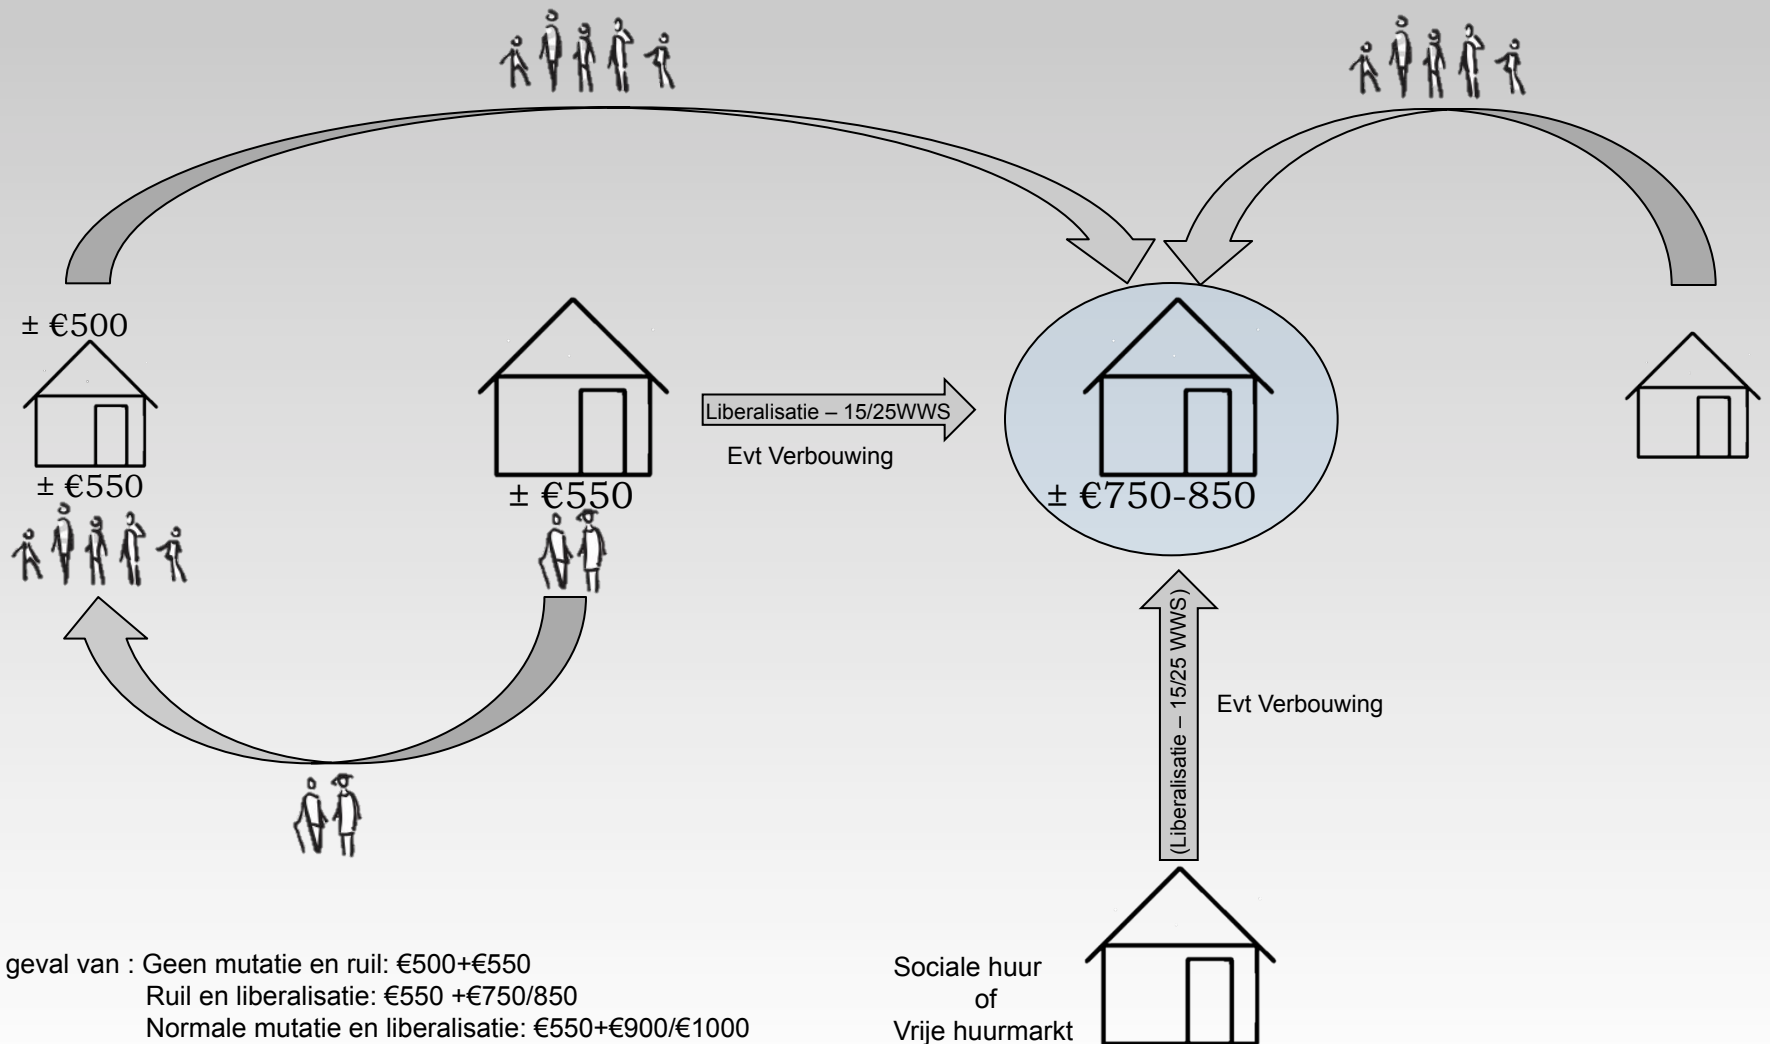 ± €500
± €550
± €550
Liberalisatie – 15/25WWS
Evt Verbouwing
± €750-850
(Liberalisatie – 15/25 WWS)
Evt Verbouwing
geval van : Geen mutatie en ruil: €500+€550
Ruil en liberalisatie: €550 +€750/850
Normale mutatie en liberalisatie: €550+€900/€1000
Sociale huur
of
Vrije huurmarkt